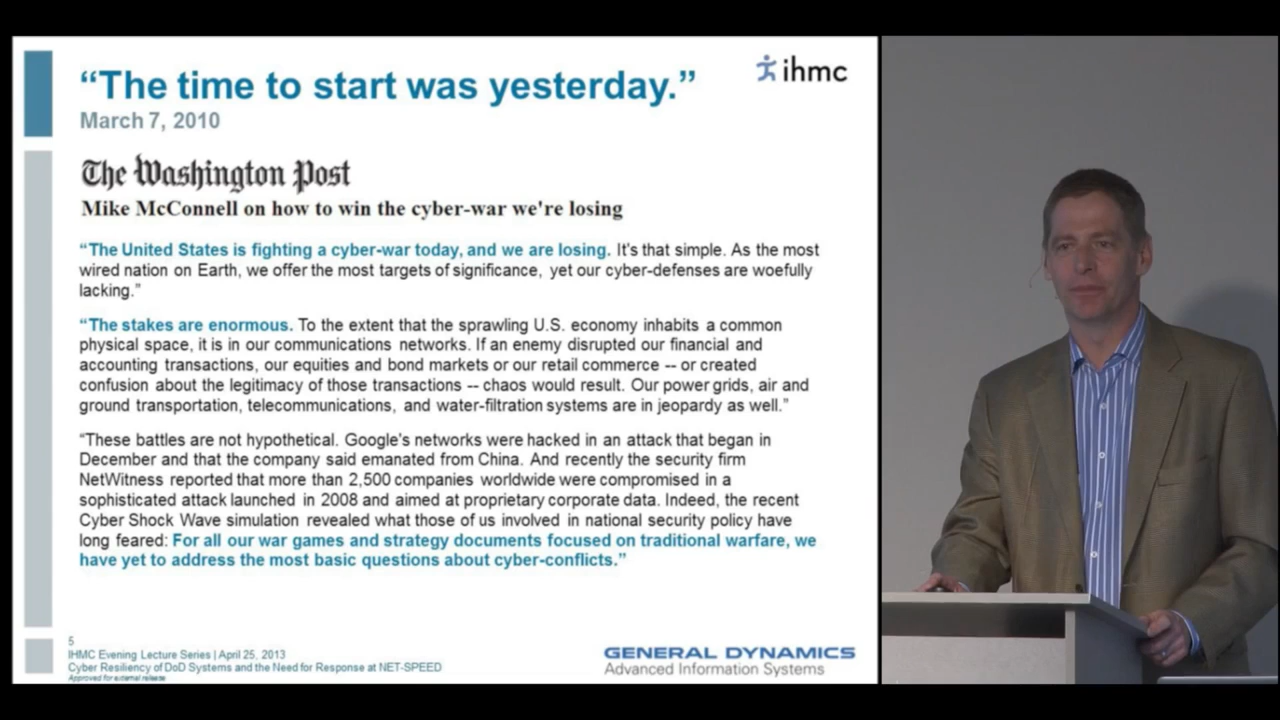 “The time to start was yesterday.”
ihmc
March 7, 2010
The Washington Post
Mike McConnell on how to win the cyber-war we're losing
“The United States is fighting a cyber-war today, and we are losing. It's that simple. As the most
wired nation on Earth, we offer the most targets of significance, yet our cyber-defenses are woefully
lacking.”
“The stakes are enormous. To the extent that the sprawling U.S. economy inhabits a common
physical space, it is in our communications networks. If an enemy disrupted our financial and
accounting transactions, our equities and bond markets or our retail commerce -- or created
confusion about the legitimacy of those transactions -- chaos would result. Our power grids, air and
ground transportation, telecommunications, and water-filtration systems are in jeopardy as well.”
“These battles are not hypothetical. Google's networks were hacked in an attack that began in
December and that the company said emanated from China. And recently the security firm
NetWitness reported that more than 2,500 companies worldwide were compromised in a
sophisticated attack launched in 2008 and aimed at proprietary corporate data. Indeed, the recent
Cyber Shock Wave simulation revealed what those of us involved in national security policy have
long feared: For all our war games and strategy documents focused on traditional warfare, we
have yet to address the most basic questions about cyber-conflicts.”
5
IHMC Evening Lecture Series | April 25, 2013
Cyber Resiliency of DoD Systems and the Need for Response at NET-SPEED
Approved for external release
GENERAL DYNAMICS
Advanced Information Systems